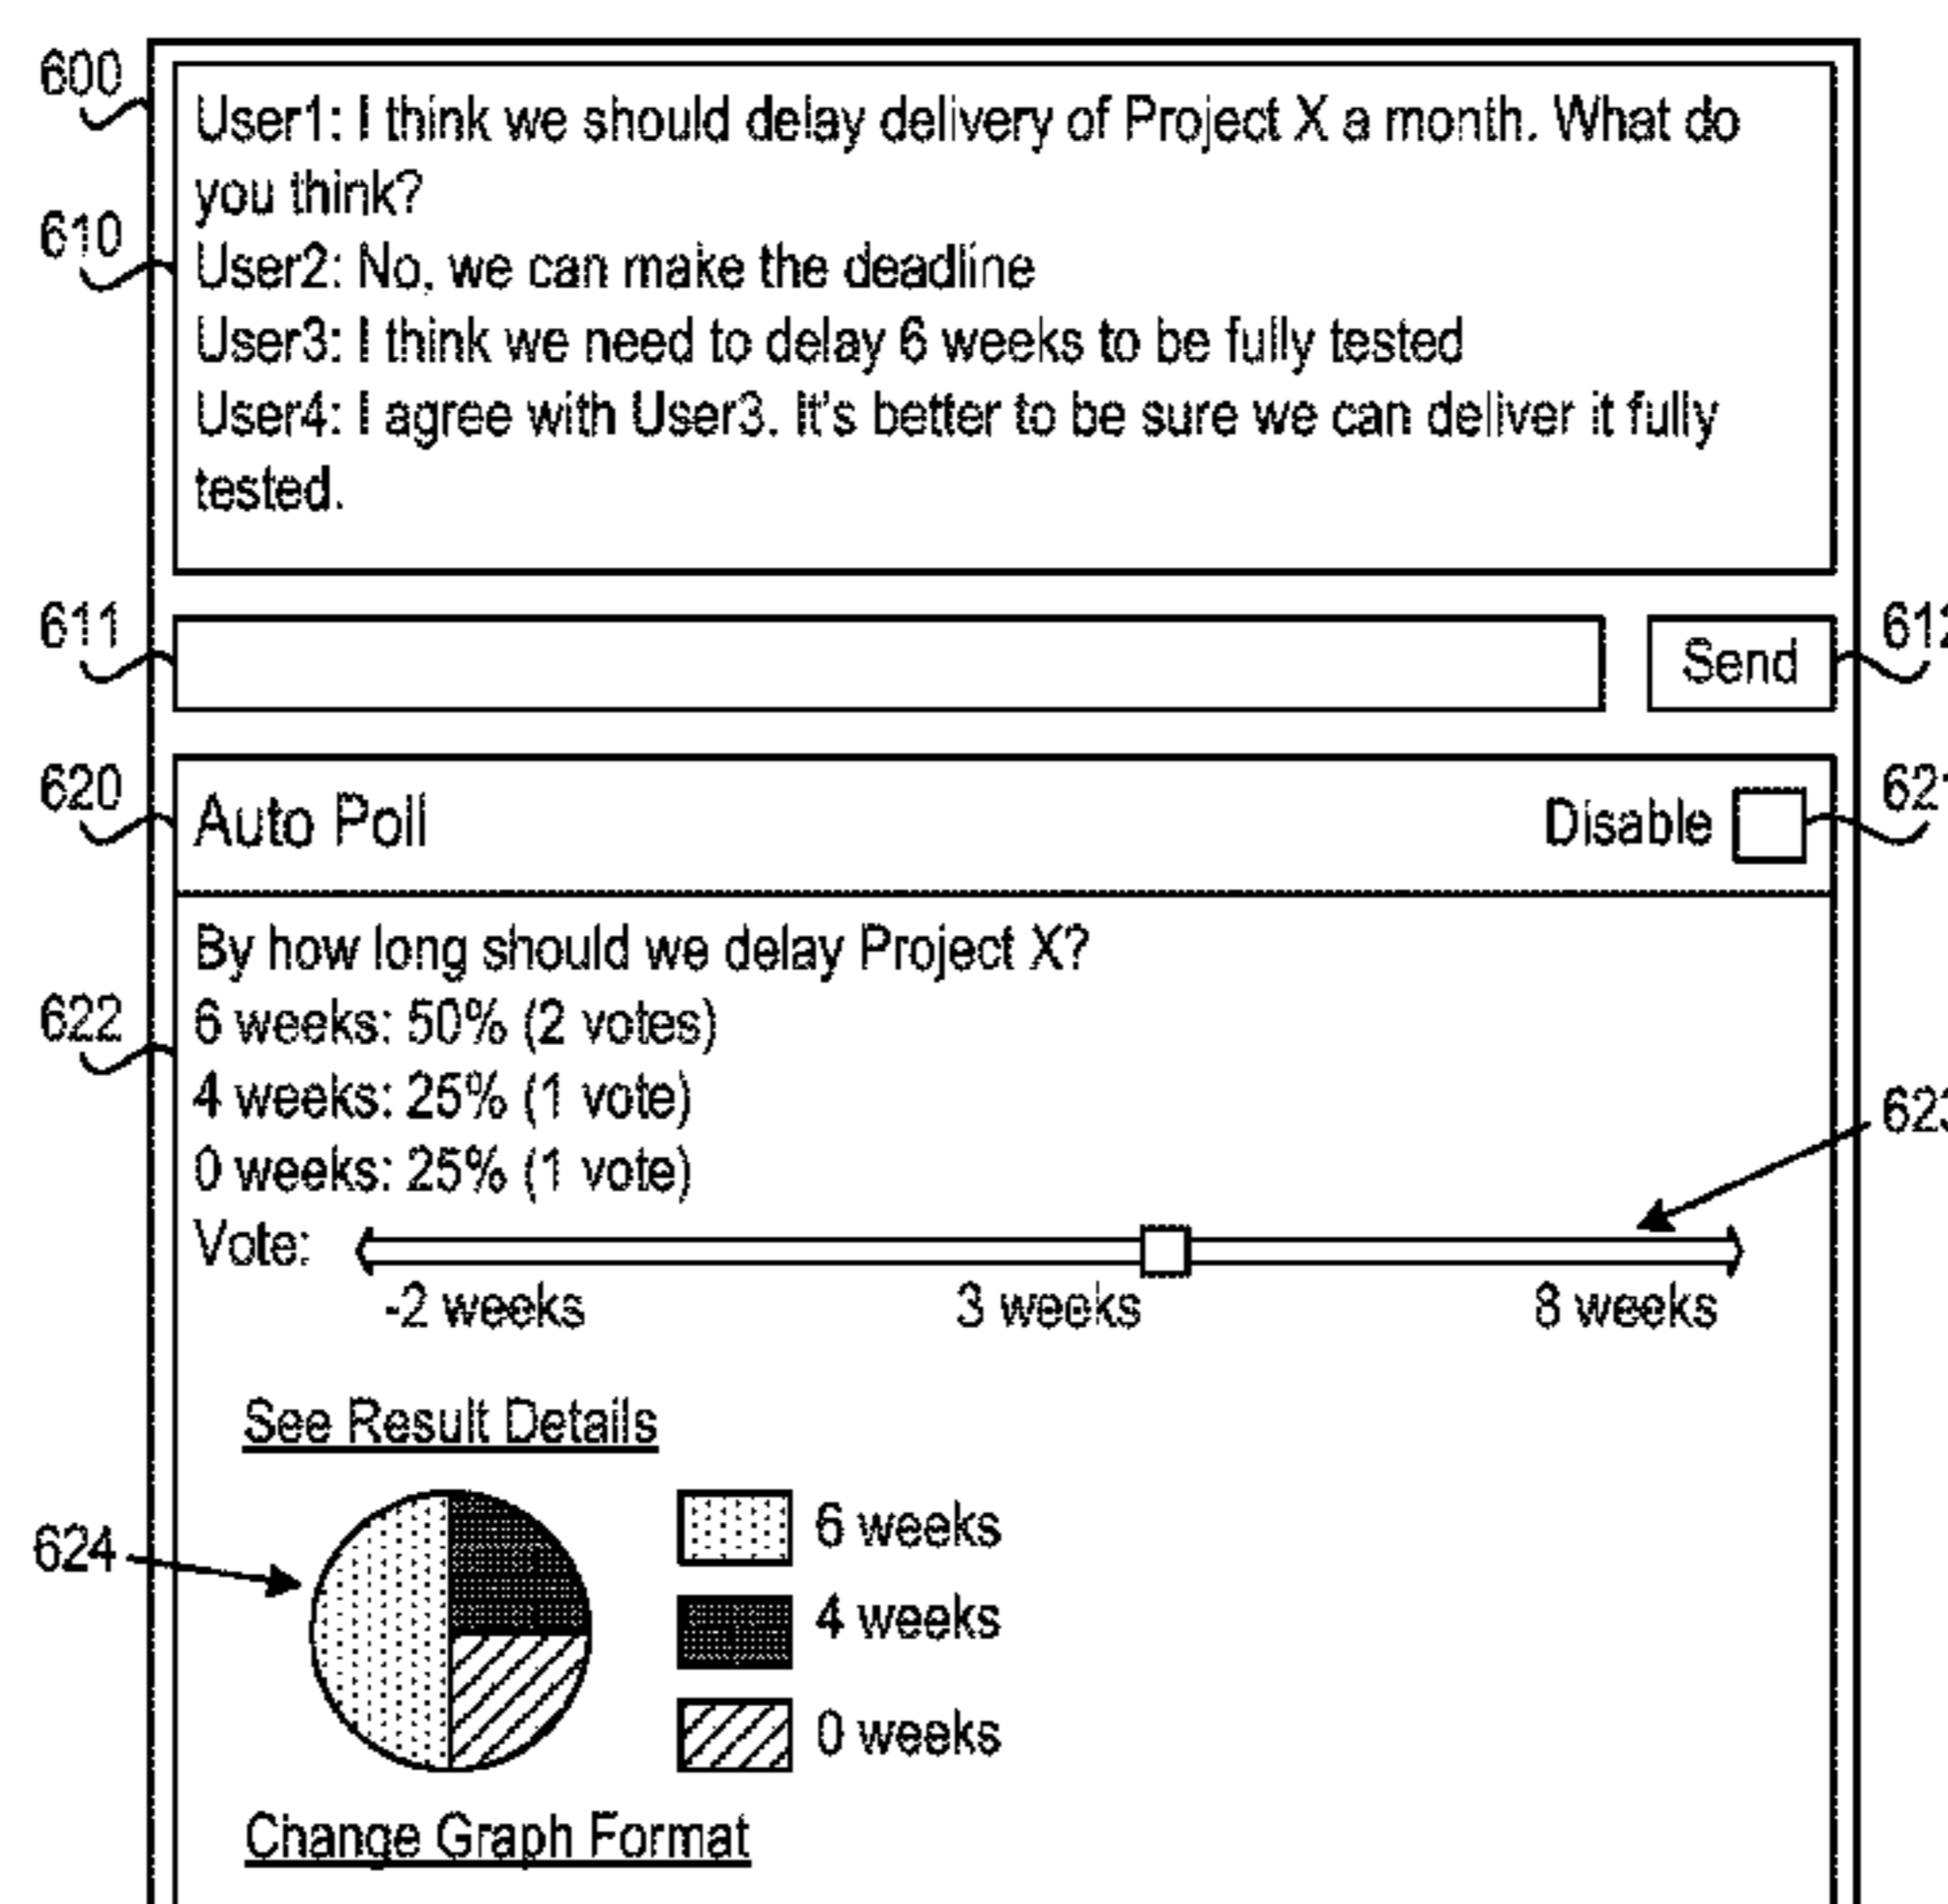 600
User1: I think we should delay delivery of Project X a month. What do
you think?
610
User2: No, we can make the deadline
User3: I think we need to delay 6 weeks to be fully tested
User4: I agree with User3. It's better to be sure we can deliver it fully
tested.
611
Send
620
Auto Poll
Disable
By how long should we delay Project X?
622
6 weeks: 50% (2 votes)
4 weeks: 25% (1 vote)
0 weeks: 25% (1 vote)
Vote:
-2 weeks 3 weeks 8 weeks
See Result Details
624
6 weeks
4 weeks
0 weeks
Change Graph Format